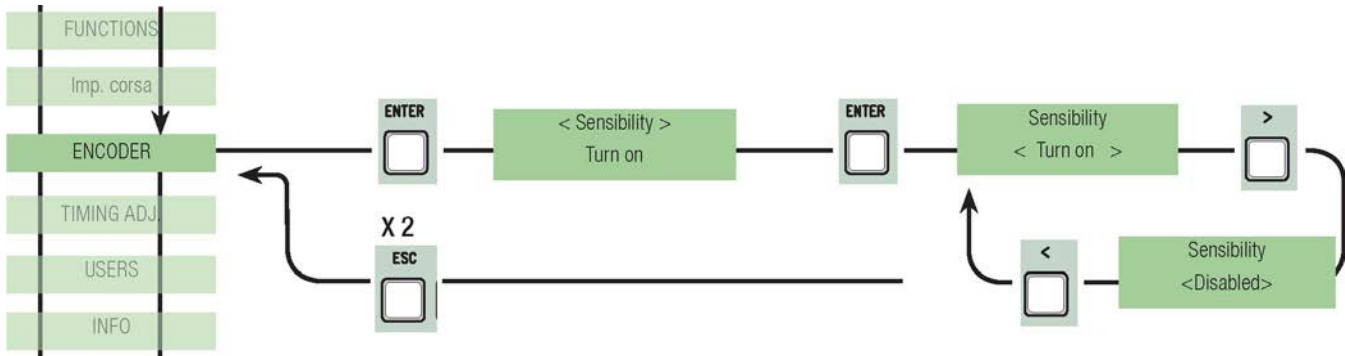 FUNCTIONS
Imp. corsa
ENCODER
TIMING ADJ.
USERS
INFO
ENTER
< Sensibility >
Turn on
ENTER
Sensibility
< Turn on >
>
X 2
ESC
<
Sensibility
<Disabled>